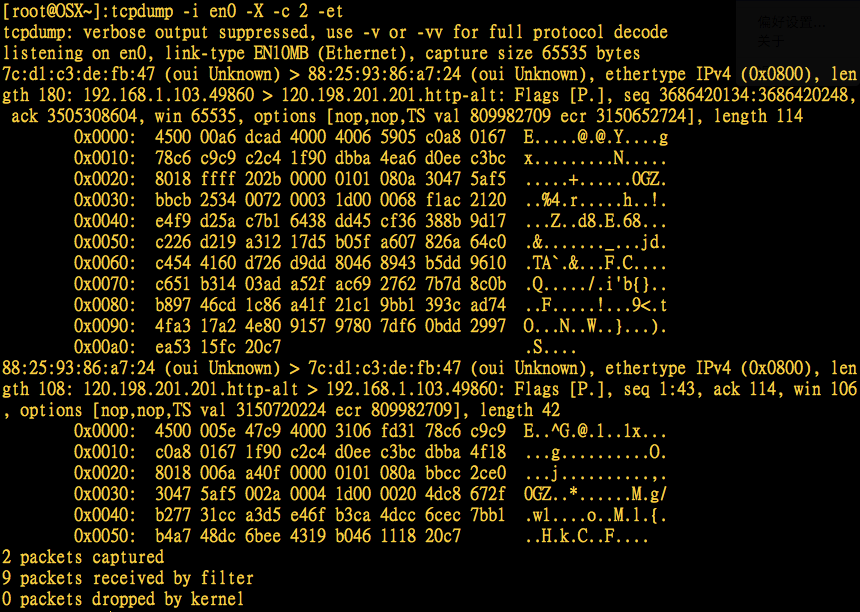 [root@OSX~]:tcpdump -i en0 -X -c 2 -et
tcpdump: verbose output suppressed, use -v or -vv for full protocol decode
listening on en0, link-type EN10MB (Ethernet), capture size 65535 bytes
7c:d1:c3:de:fb:47 (oui Unknown) > 88:25:93:86:a7:24 (oui Unknown), ethertype IPv4 (0x0800), len
gth 180: 192.168.1.103.49860 > 120.198.201.201.http-alt: Flags [P.], seq 3686420134:3686420248,
 ack 3505308604, win 65535, options [nop,nop,TS val 809982709 ecr 3150652724], length 114
0x0000:  4500 00a6 dcad 4000 4006 5905 c0a8 0167  E.....@.@.Y....g
0x0010:  78c6 c9c9 c2c4 1f90 dbba 4ea6 d0ee c3bc  x.........N.....
0x0020:  8018 ffff 202b 0000 0101 080a 3047 5af5  .....+......0GZ.
0x0030:  bbcb 2534 0072 0003 1d00 0068 f1ac 2120  ..%4.r.....h..!.
0x0040:  e4f9 d25a c7b1 6438 dd45 cf36 388b 9d17  ...Z..d8.E.68...
0x0050:  c226 d219 a312 17d5 b05f a607 826a 64c0  .&......._...jd.
0x0060:  c454 4160 d726 d9dd 8046 8943 b5dd 9610  .TA`.&...F.C....
0x0070:  c651 b314 03ad a52f ac69 2762 7b7d 8c0b  .Q...../.i'b{}..
0x0080:  b897 46cd 1c86 a41f 21c1 9bb1 393c ad74  ..F.....!...9<.t
0x0090:  4fa3 17a2 4e80 9157 9780 7df6 0bdd 2997  O...N..W..}...).
0x00a0:  ea53 15fc 20c7  .S....
88:25:93:86:a7:24 (oui Unknown) > 7c:d1:c3:de:fb:47 (oui Unknown), ethertype IPv4 (0x0800), len
gth 108: 120.198.201.201.http-alt > 192.168.1.103.49860: Flags [P.], seq 1:43, ack 114, win 106
, options [nop,nop,TS val 3150720224 ecr 809982709], length 42
0x0000:  4500 005e 47c9 4000 3106 fd31 78c6 c9c9  E..^G.@.1..1x...
0x0010:  c0a8 0167 1f90 c2c4 d0ee c3bc dbba 4f18  ...g..........O.
0x0020:  8018 006a a40f 0000 0101 080a bbcc 2ce0  ...j..........,.
0x0030:  3047 5af5 002a 0004 1d00 0020 4dc8 672f  0GZ..*......M.g/
0x0040:  b277 31cc a3d5 e46f b3ca 4dcc 6cec 7bb1  .w1....o..M.l.{.
0x0050:  b4a7 48dc 6bee 4319 b046 1118 20c7  ..H.k.C..F....
2 packets captured
9 packets received by filter
0 packets dropped by kernel